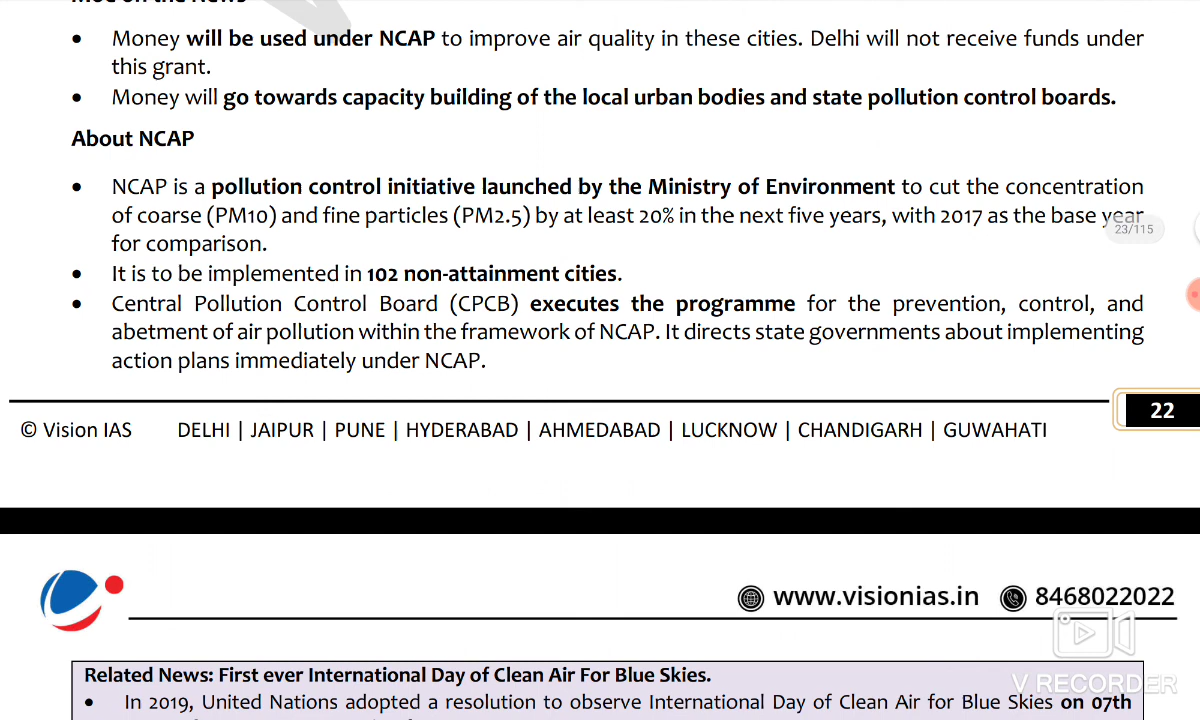 • Money will be used under NCAP to improve air quality in these cities. Delhi will not receive funds under
this grant.
• Money will go towards capacity building of the local urban bodies and state pollution control boards.
About NCAP
• NCAP is a pollution control initiative launched by the Ministry of Environment to cut the concentration
of coarse (PM10) and fine particles (PM2.5) by at least 20% in the next five years, with 2017 as the base year
23/115
for comparison.
• It is to be implemented in 102 non-attainment cities.
• Central Pollution Control Board (CPCB) executes the programme for the prevention, control, and
abetment of air pollution within the framework of NCAP. It directs state governments about implementing
action plans immediately under NCAP.
22
© Vision IAS DELHI | JAIPUR | PUNE | HYDERABAD | AHMEDABAD | LUCKNOW | CHANDIGARH | GUWAHATI
www.visionias.in 8468022022
Related News: First ever International Day of Clean Air For Blue Skies.
V RECORDER
• In 2019, United Nations adopted a resolution to observe International Day of Clean Air for Blue Skies on 07th